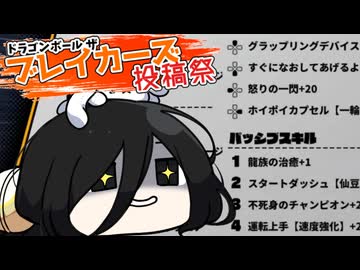 ドラゴンボール ザ
ブレイカーズ
投稿祭
グラップリングデバイス
すぐになおしてあげるよ
怒りの一閃+20
ホイポイカプセル【一輪
パッシブスキル
1 龍族の治癒+1
2 スタートダッシュ【仙豆
3 不死身のチャンピオン+2
4 運転上手【速度強化】+2